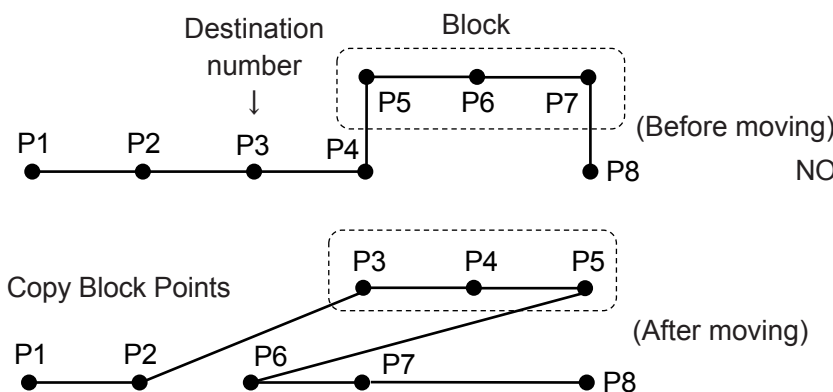 Destination number
↓
Block
P5 P6 P7
(Before moving)
P1 P2 P3 P4
P8
NO
P3 P4 P5
Copy Block Points
(After moving)
P1 P2 P6 P7
P8